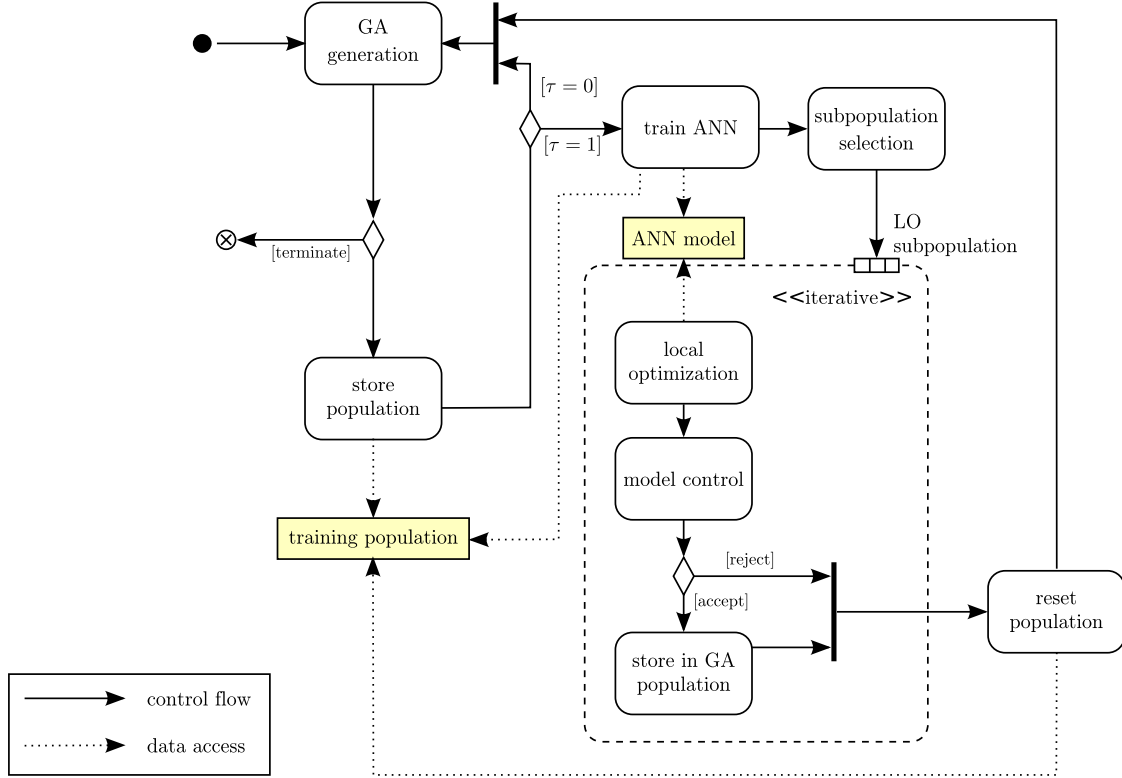 GA
generation
[τ = 0]
[τ = 1]
train ANN
subpopulation
selection
LO
subpopulation
[terminate]
ANN model
<<iterative>>
store
population
local
optimization
model control
training population
[reject]
[accept]
store in GA
population
reset
population
control flow
data access